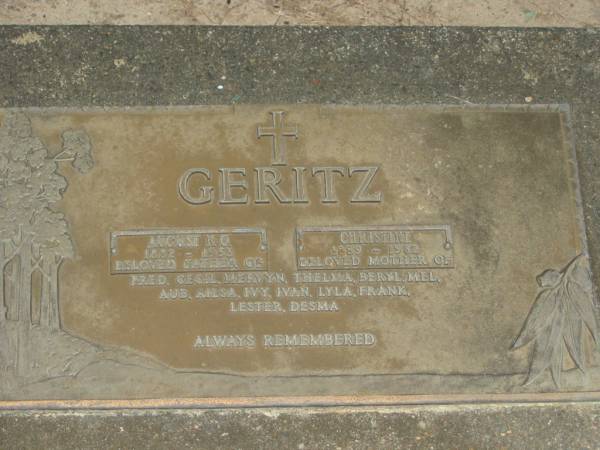 GERITZ
AUGUST
CHRISTINE
BELOVED FATHER OF
BELOVED MOTHER OF
FRED, CECIL, MERVYN, THELMA, BERYL, MEL,
AUB, AILSA, IVY, IVAN, LYLA, FRANK,
LESTER, DESMA
ALWAYS REMEMBERED